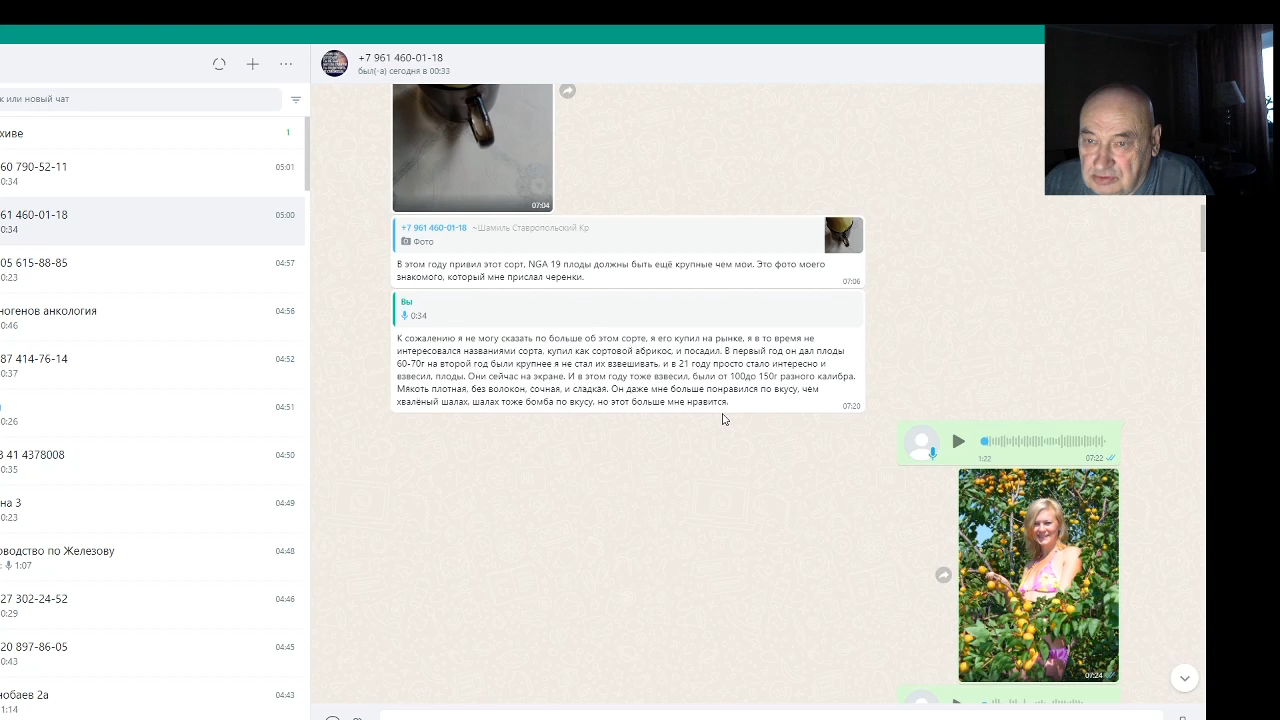 +7 961 460-01-18
был(-а) сегодня в 00:33
к или новый чат
хиве
1
60 790-52-11
05:01
0:34
61 460-01-18
05:00
0:34
05 615-88-85
04:57
0:23
ногенов анкология
04:56
0:46
87 414-76-14
04:52
0:37
04:51
0:26
3 41 4378008
04:50
0:35
на 3
04:49
0:23
оводство по Железову
04:48
: 1:07
27 302-24-52
04:46
0:29
20 897-86-05
04:45
0:43
нобаев 2а
04:43
1:14
07:04
+7 961 460-01-18 ~Шамиль Ставропольский Кр
Фото
В этом году привил этот сорт, NGA 19 плоды должны быть ещё крупные чем мои. Это фото моего
знакомого, который мне прислал черенки.
07:06
Вы
0:34
К сожалению я не могу сказать по больше об этом сорте, я его купил на рынке, я в то время не
интересовался названиями сорта, купил как сортовой абрикос, и посадил. В первый год он дал плоды
60-70г на второй год были крупнее я не стал их взвешивать, и в 21 году просто стало интересно и
взвесил, плоды. Они сейчас на экране. И в этом году тоже взвесил, были от 100до 150г разного калибра.
Мякоть плотная, без волокон, сочная, и сладкая. Он даже мне больше понравился по вкусу, чем
хвалёный шалах, шалах тоже бомба по вкусу, но этот больше мне нравится.
07:20
1:22
07:22
07:24